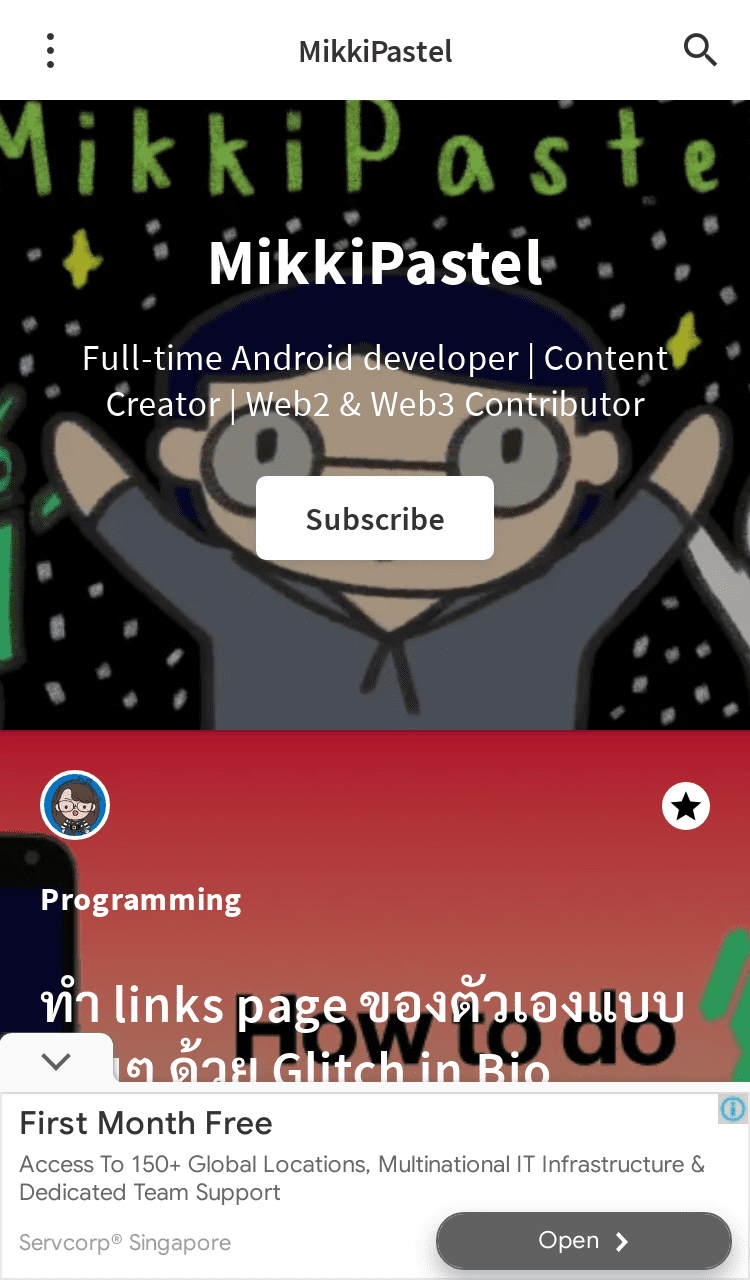 MikkiPastel
MikkiPaste
MikkiPastel
Full-time Android developer | Content
Creator | Web2 & Web3 Contributor
Subscribe
Programming
ทำ links page ของตัวเองแบบ
How to do
ๆ ด้วย Glitch in Bio
First Month Free
Access To 150+ Global Locations, Multinational IT Infrastructure &
Dedicated Team Support
Servcorp® Singapore
Open